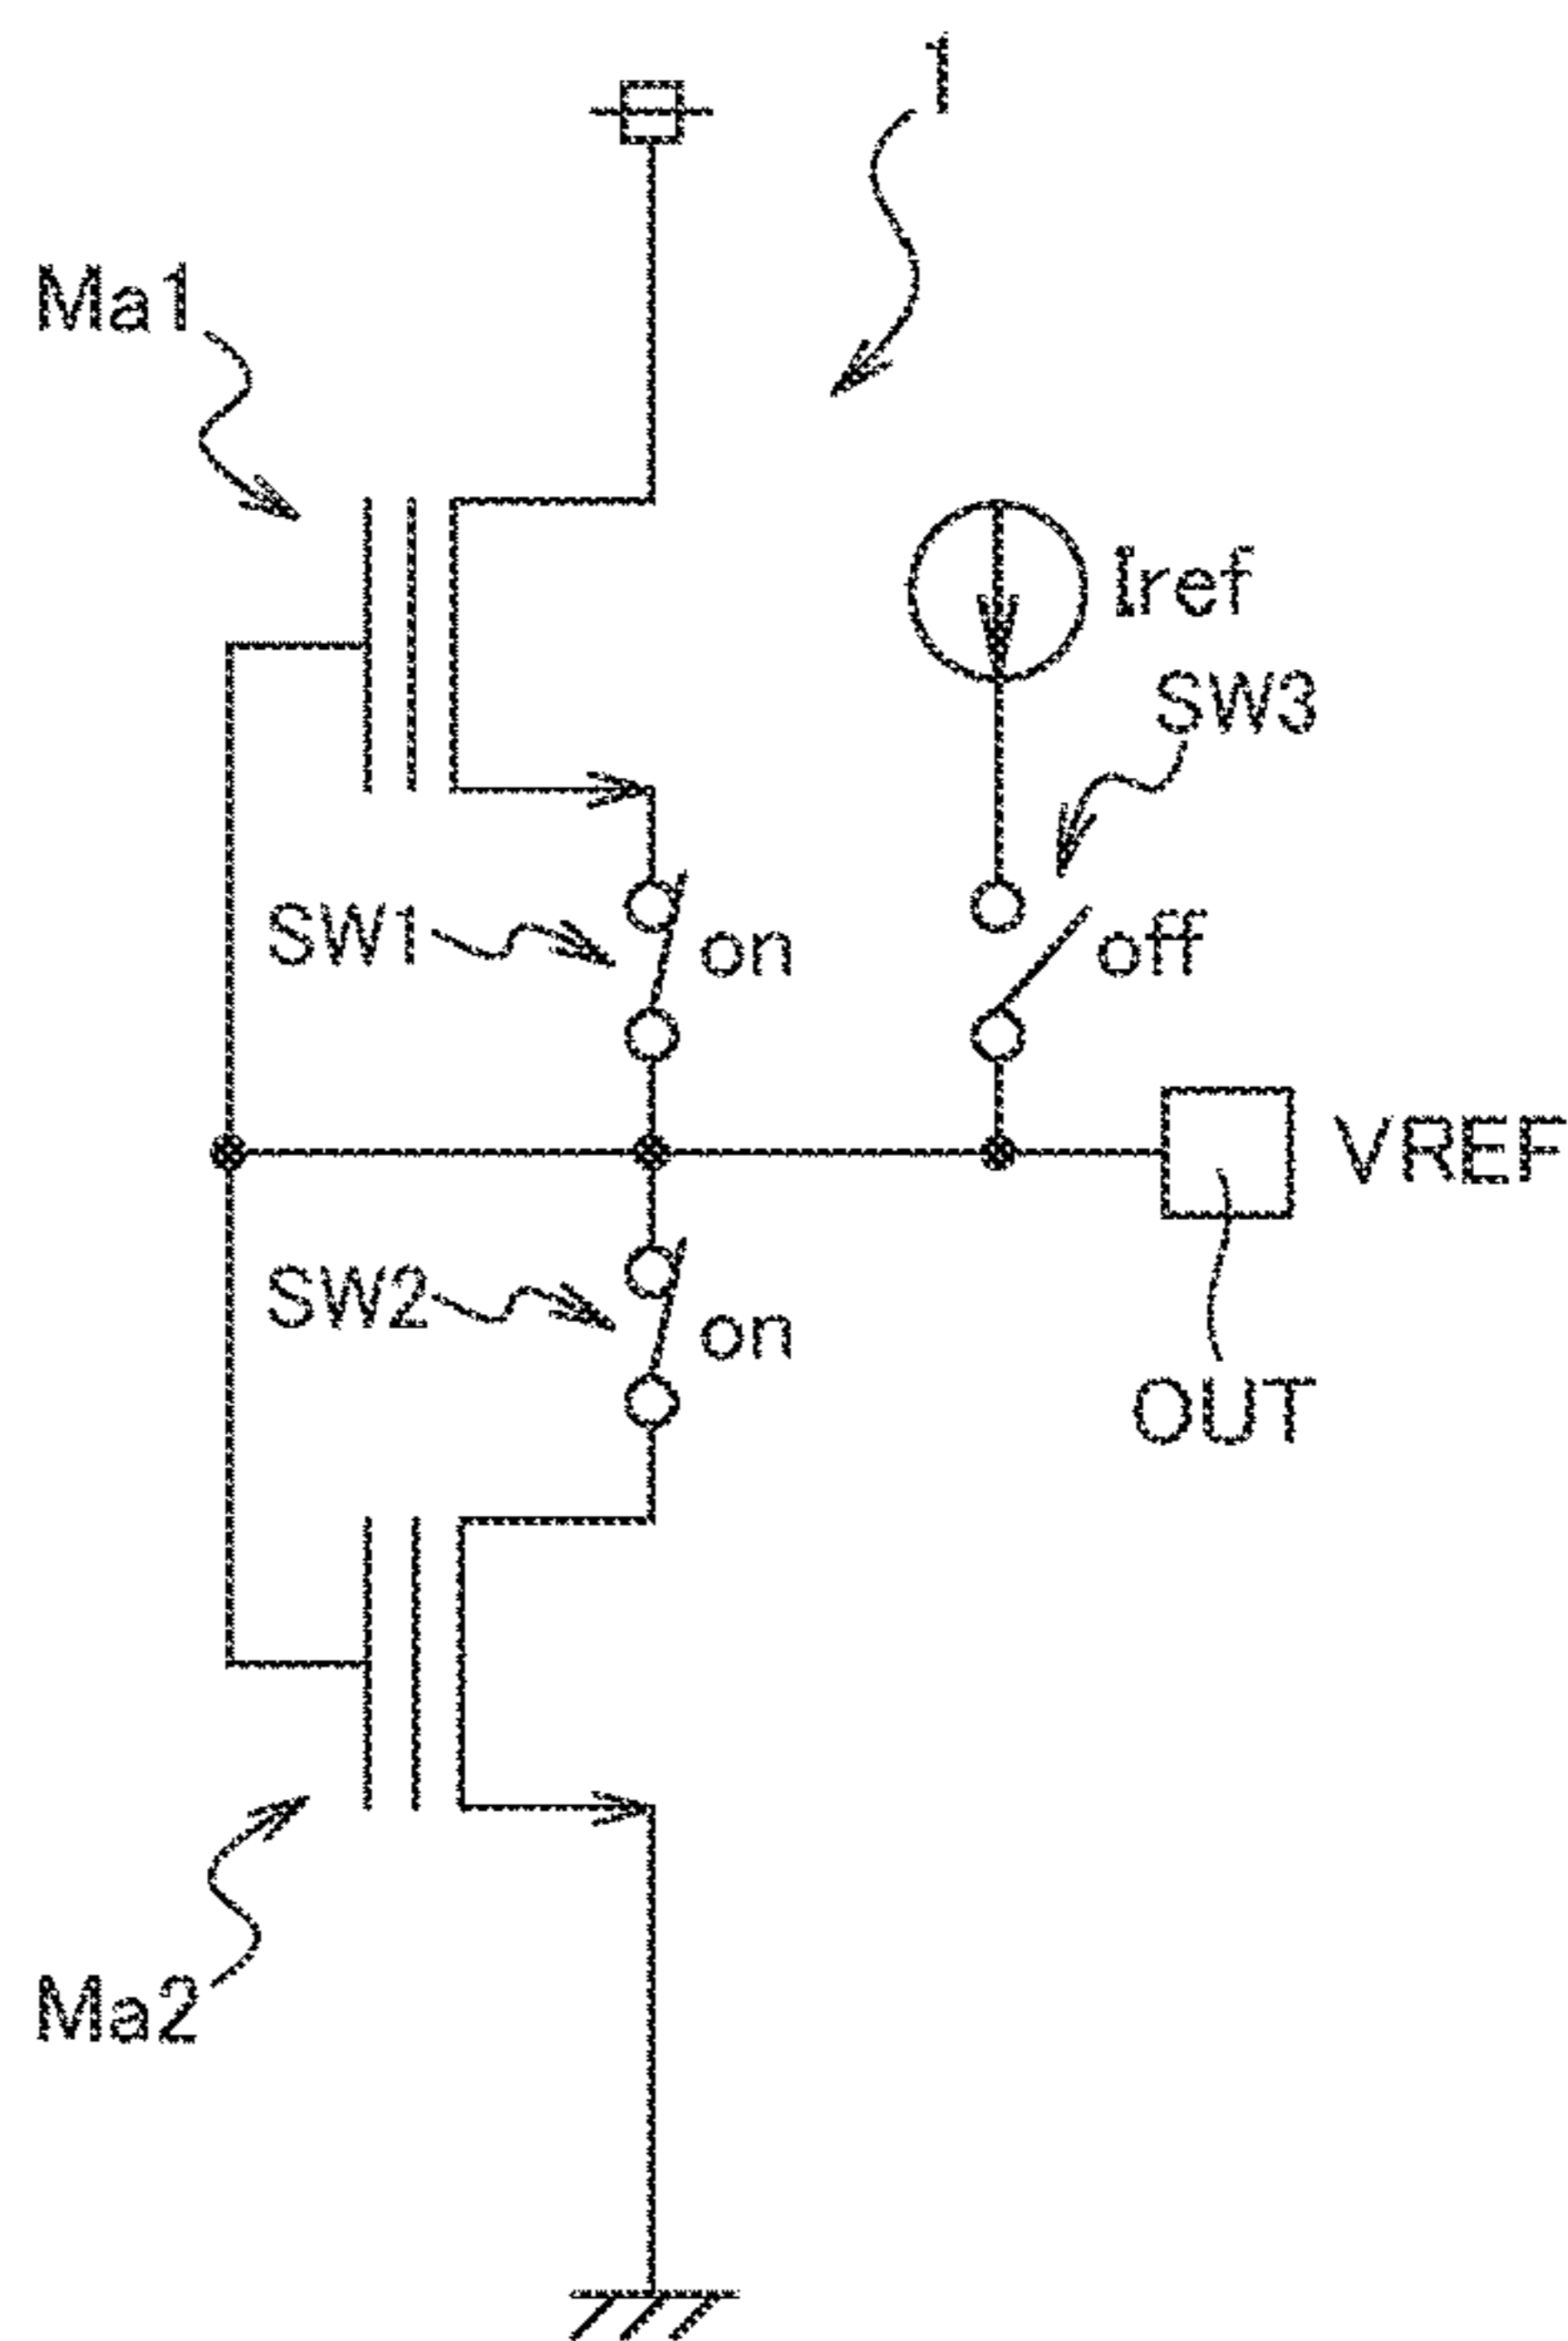 1
Ma1
Iref
SW3
SW1
on
off
VREF
SW2
on
OUT
Ma2